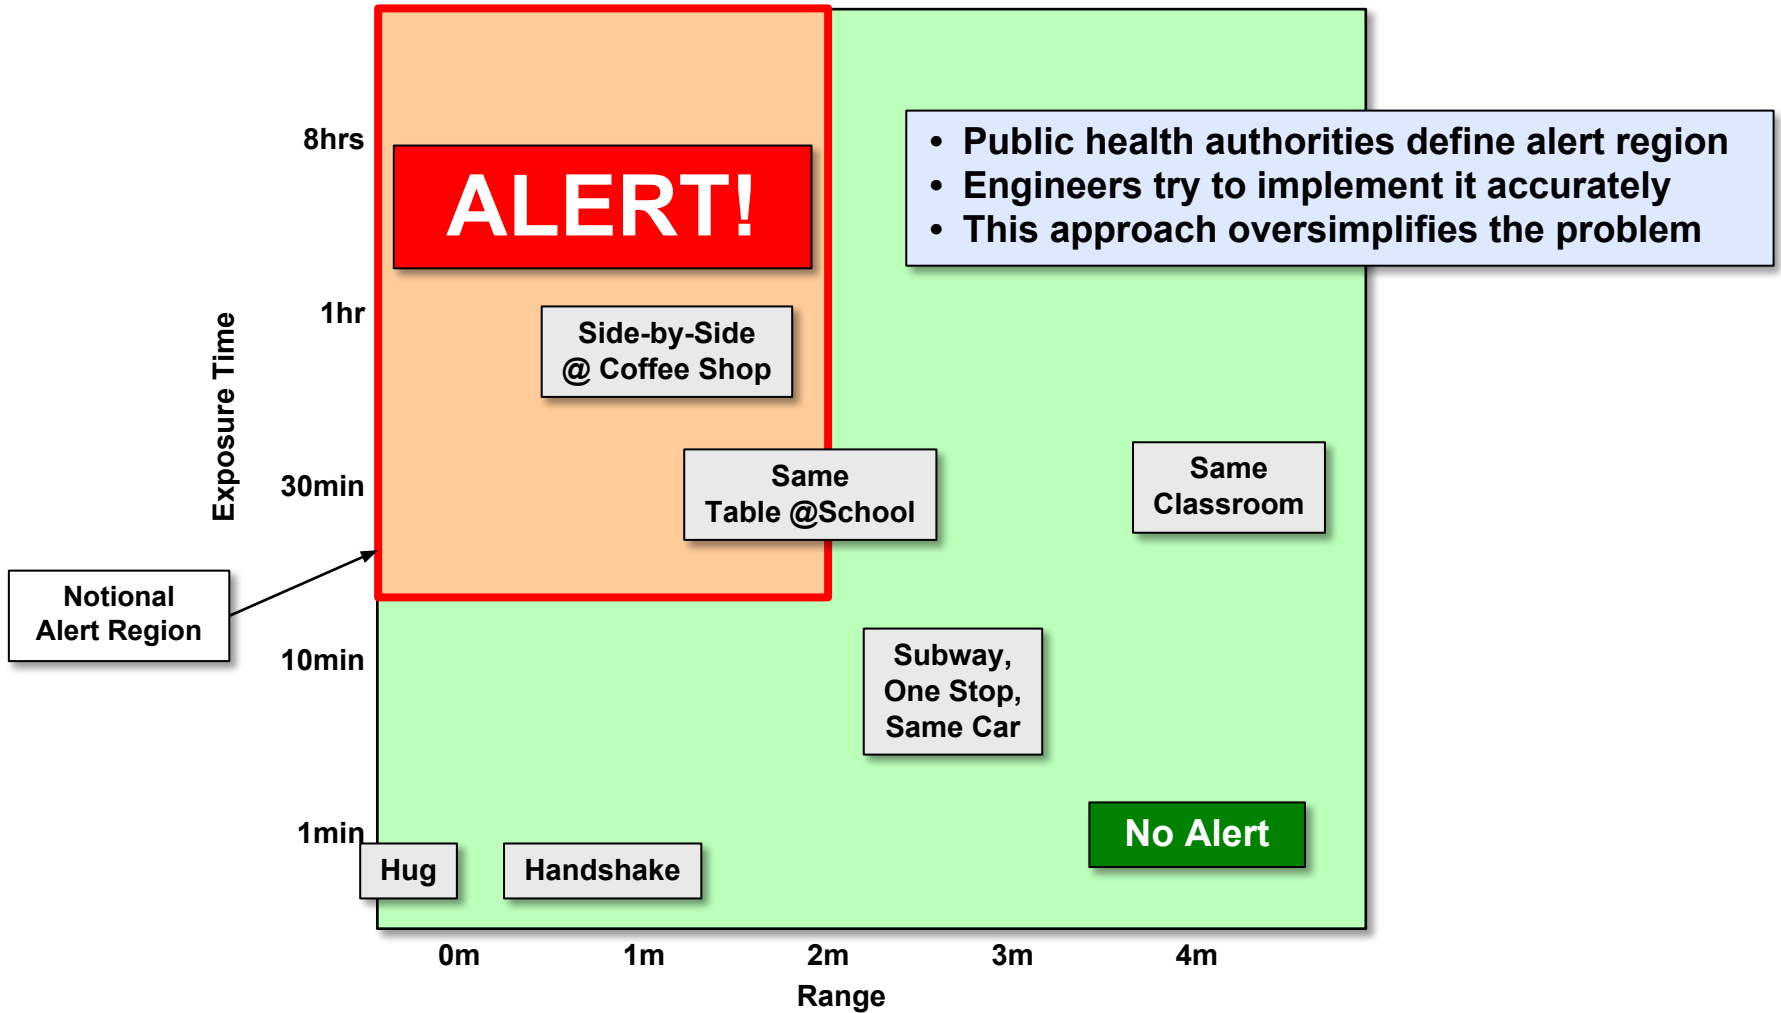 8hrs
ALERT!
• Public health authorities define alert region
• Engineers try to implement it accurately
• This approach oversimplifies the problem
1hr
Side-by-Side
@ Coffee Shop
Exposure Time
30min
Same
Table @School
Same
Classroom
Notional
Alert Region
10min
Subway,
One Stop,
Same Car
1min
No Alert
Hug
Handshake
0m
1m
2m
3m
4m
Range